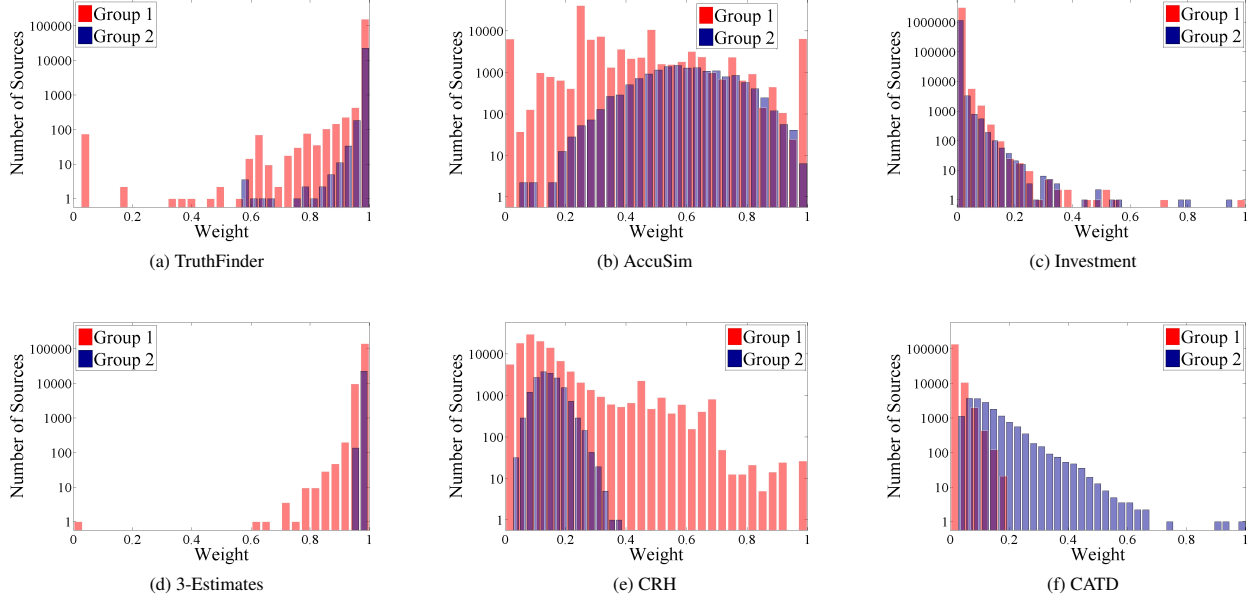 Group 1
Group 2
Number of Sources
100000
10000
1000
100
10
1
0
0.2
0.4
0.6
0.8
1
Weight
(a) TruthFinder
Group 1
Group 2
Number of Sources
10000
1000
100
10
1
0
0.2
0.4
0.6
0.8
1
Weight
(b) AccuSim
Group 1
Group 2
Number of Sources
1000000
100000
10000
1000
100
10
1
0
0.2
0.4
0.6
0.8
1
Weight
(c) Investment
Group 1
Group 2
Number of Sources
100000
10000
1000
100
10
1
0
0.2
0.4
0.6
0.8
1
Weight
(d) 3-Estimates
Group 1
Group 2
Number of Sources
10000
1000
100
10
1
0
0.2
0.4
0.6
0.8
1
Weight
(e) CRH
Group 1
Group 2
Number of Sources
100000
10000
1000
100
10
1
0
0.2
0.4
0.6
0.8
1
Weight
(f) CATD